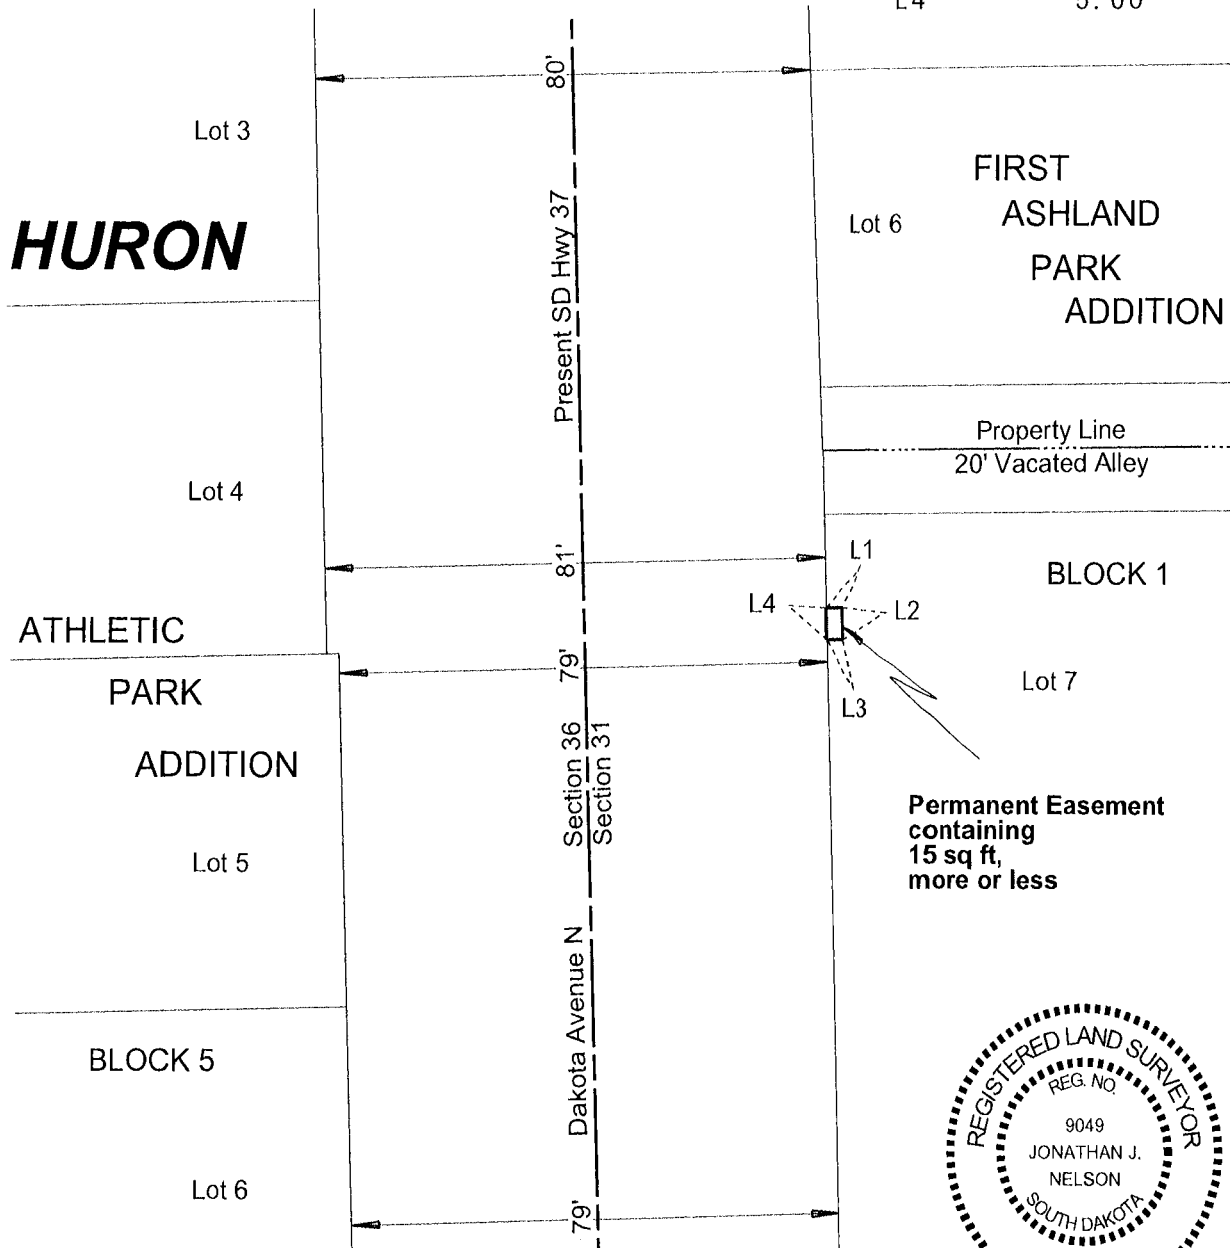 L4 5.00
80'
Lot 3
FIRST
ASHLAND
PARK
ADDITION
Lot 6
HURON
Present SD Hwy 37
Property Line
20' Vacated Alley
Lot 4
81'
L1
BLOCK 1
L4
L2
ATHLETIC
PARK
ADDITION
79'
Lot 7
L3
Section 36
Section 31
Permanent Easement
containing
15 sq ft,
more or less
Lot 5
Dakota Avenue N
BLOCK 5
Lot 6
79'
REGISTERED LAND SURVEYOR
REG. NO.
9049
JONATHAN J.
NELSON
SOUTH DAKOTA